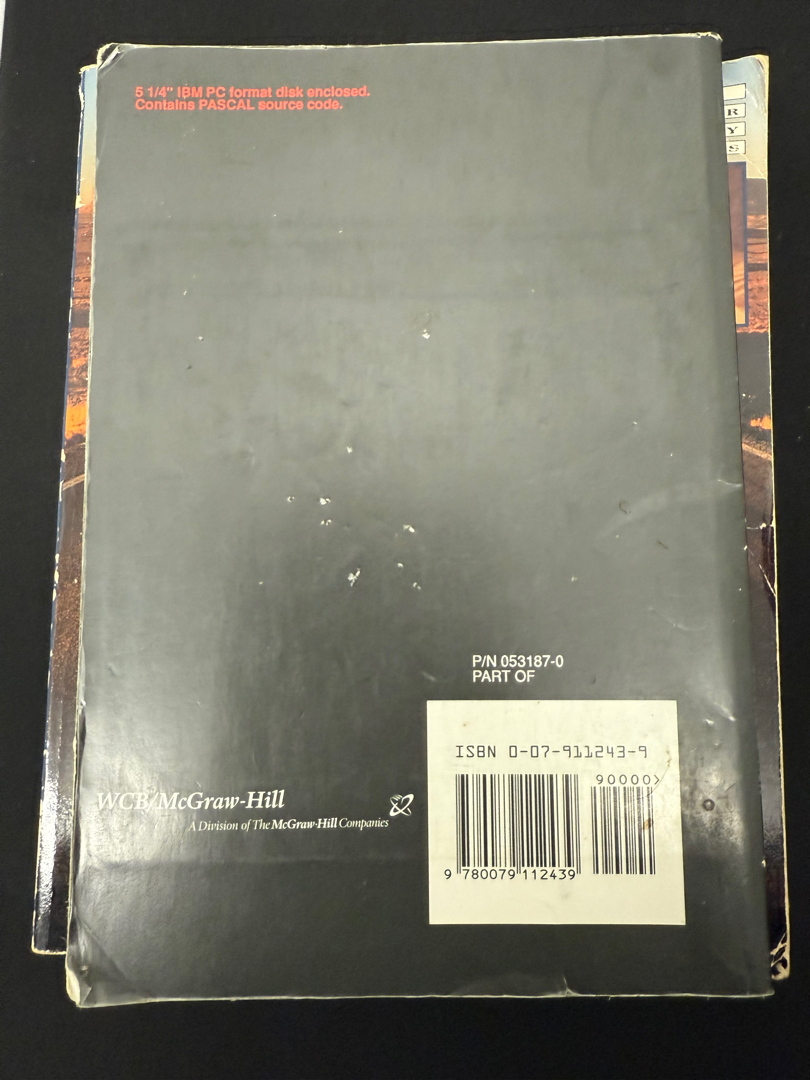 5 1/4" IBM PC format disk enclosed.
Contains PASCAL source code.
R
Y
S
P/N 053187-0
PART OF
ISBN 0-07-911243-9
90000>
9 780079 112439
WCB/McGraw-Hill
A Division of The McGraw-Hill Companies